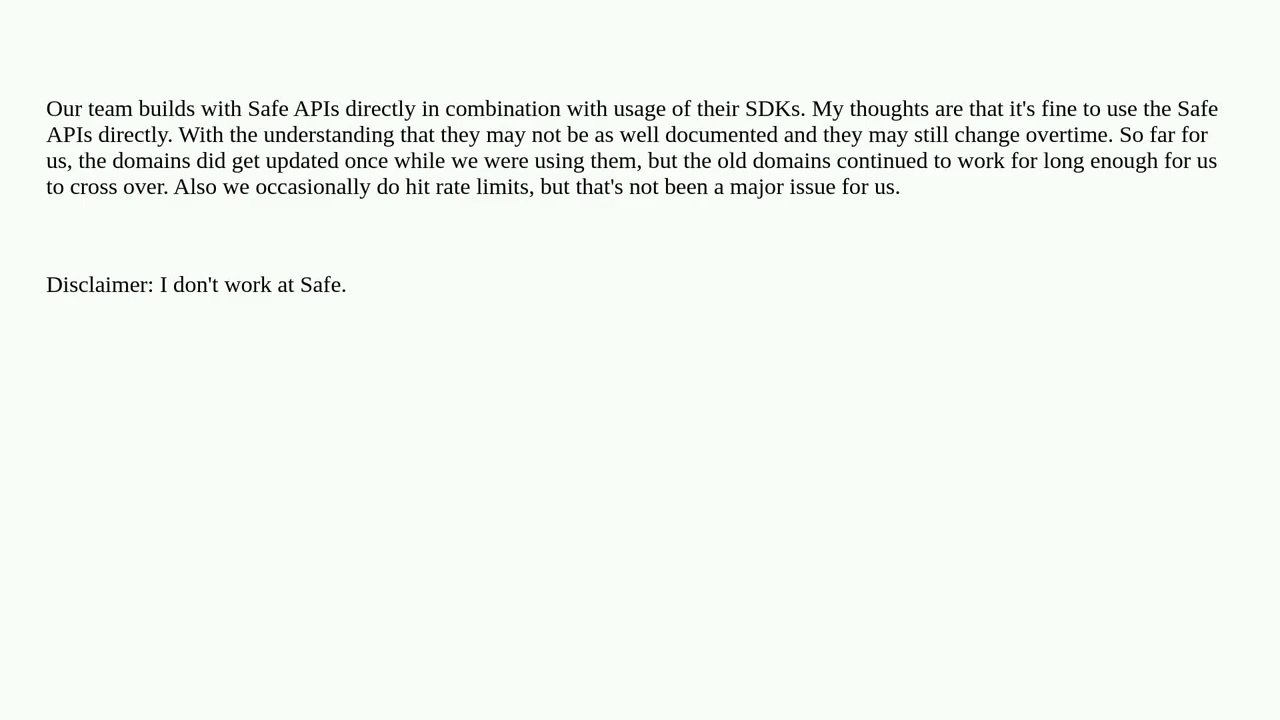 Our team builds with Safe APIs directly in combination with usage of their SDKs. My thoughts are that it's fine to use the Safe
APIs directly. With the understanding that they may not be as well documented and they may still change overtime. So far for
us, the domains did get updated once while we were using them, but the old domains continued to work for long enough for us
to cross over. Also we occasionally do hit rate limits, but that's not been a major issue for us.
Disclaimer: I don't work at Safe.